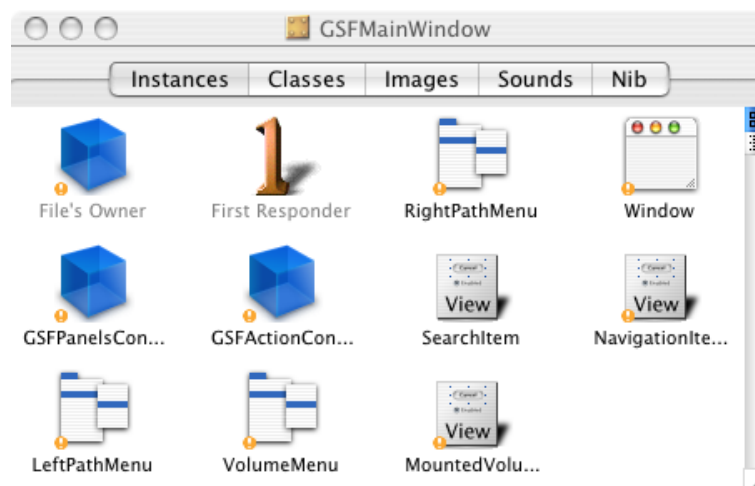 GSFMainWindow
Instances Classes Images Sounds Nib
File's Owner First Responder RightPathMenu Window
View View
GSFPanelsCon... GSFActionCon... SearchItem NavigationIte...
View
LeftPathMenu VolumeMenu MountedVolu...